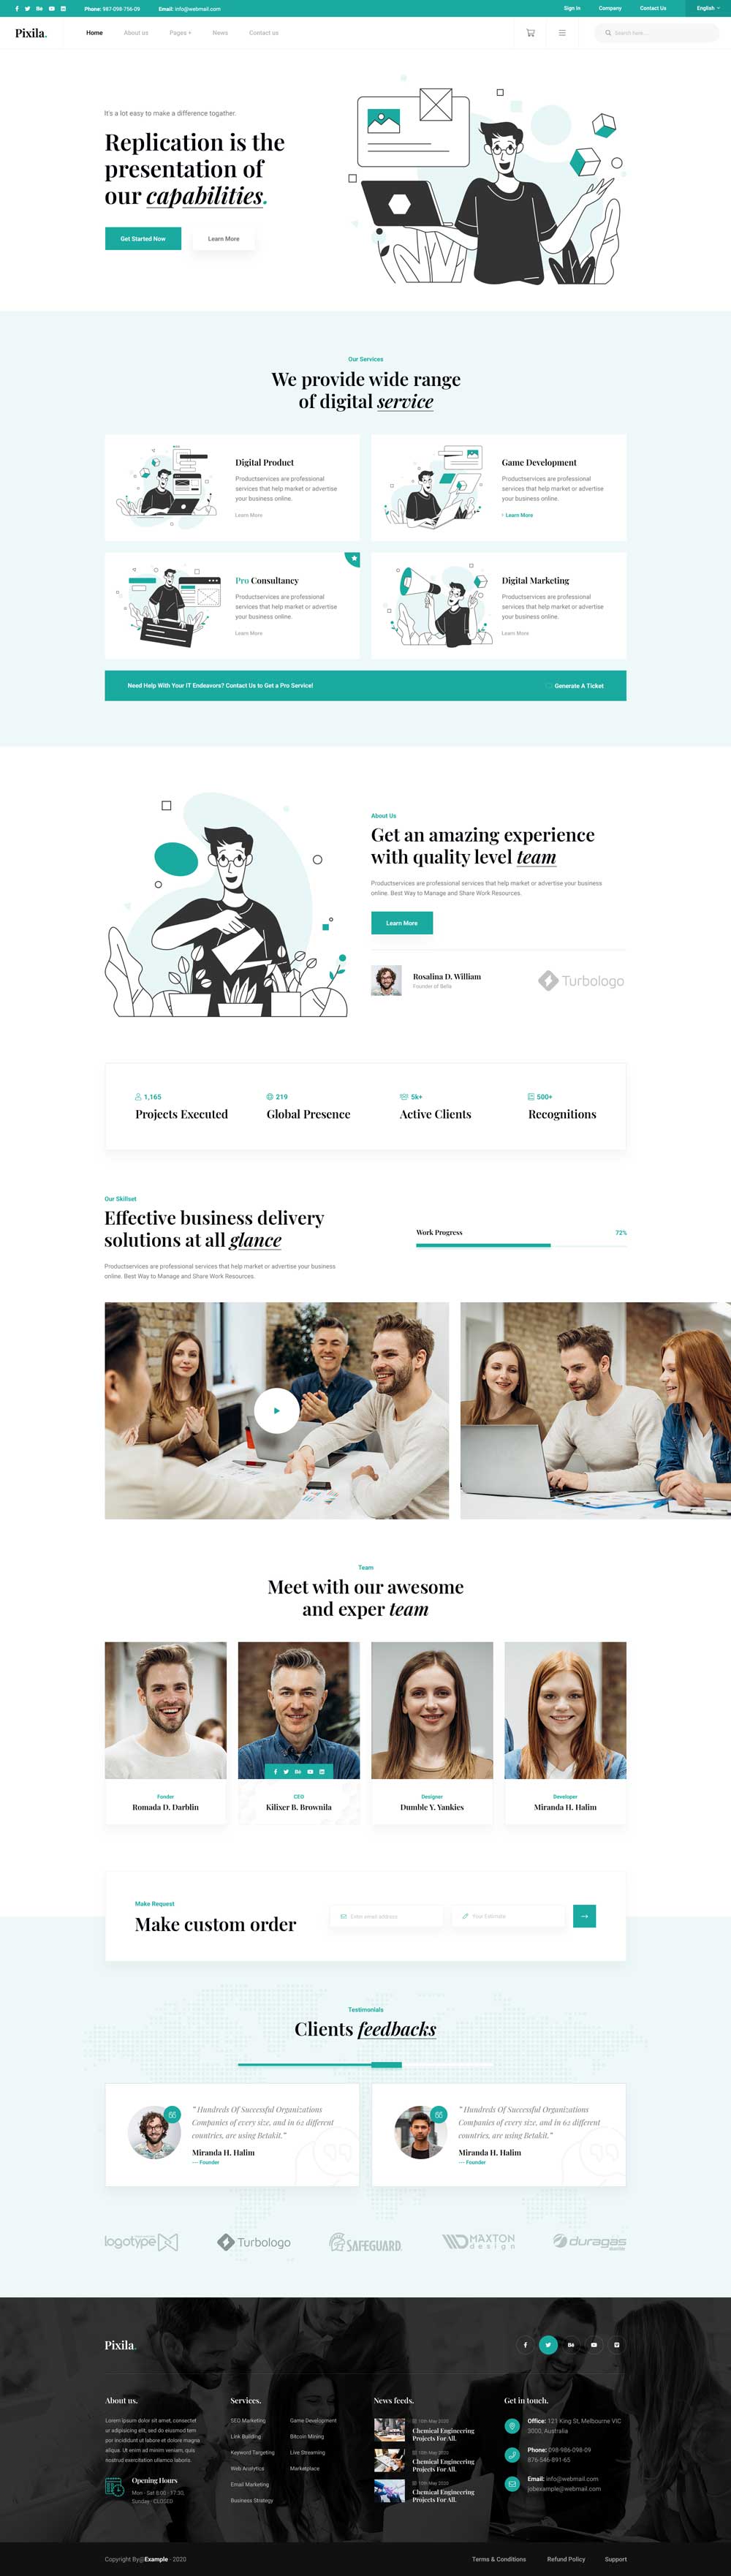 Phone: 987-098-756-09
Email: info@webmail.com
Sign In
Company
Contact Us
English
Pixila.
Home
About us
Pages +
News
Contact us
Search here...
It's a lot easy to make a difference togather.
Replication is the
presentation of
our capabilities.
Get Started Now
Learn More
Our Services
We provide wide range
of digital service
Digital Product
Productservices are professional
services that help market or advertise
your business online.
Learn More
Game Development
Productservices are professional
services that help market or advertise
your business online.
Learn More
Pro Consultancy
Productservices are professional
services that help market or advertise
your business online.
Learn More
Digital Marketing
Productservices are professional
services that help market or advertise
your business online.
Learn More
Need Help With Your IT Endeavors? Contact Us to Get a Pro Service!
Generate A Ticket
About Us
Get an amazing experience
with quality level team
Productservices are professional services that help market or advertise your business
online. Best Way to Manage and Share Work Resources.
Learn More
Rosalina D. William
Founder of Bella
Turbologo
1,165
Projects Executed
219
Global Presence
5k+
Active Clients
500+
Recognitions
Our Skillset
Effective business delivery
solutions at all glance
Productservices are professional services that help market or advertise your business
online. Best Way to Manage and Share Work Resources.
Work Progress
72%
Team
Meet with our awesome
and exper team
Fonder
Romada D. Darblin
CEO
Kilixer B. Brownila
Designer
Dumble Y. Yankies
Developer
Miranda H. Halim
Make Request
Make custom order
Enter email address
Your Estimate
Testimonials
Clients feedbacks
" Hundreds Of Successful Organizations
Companies of every size, and in 62 different
countries, are using Betakit."
Miranda H. Halim
— Founder
" Hundreds Of Successful Organizations
Companies of every size, and in 62 different
countries, are using Betakit."
Miranda H. Halim
— Founder
logotype
Turbologo
SAFEGUARD.
MAXTON
design
duragas
Pixila.
About us.
Lorem ipsum dolor sit amet, consectet
ur adipisicing elit, sed do eiusmod tem
por incididunt ut labore et dolore magna
aliqua. Ut enim ad minim veniam, quis
nostrud exercitation ullamco laboris.
Opening Hours
Mon - Sat 8:00 - 17:30,
Sunday - CLOSED
Services.
SEO Marketing
Link Building
Keyword Targeting
Web Analytica
Email Marketing
Business Strategy
Game Development
Bitcoin Mining
Live Streaming
Marketplace
News feeds.
15th May 2020
Chemical Engineering
Projects For All.
15th May 2020
Chemical Engineering
Projects For All.
15th May 2020
Chemical Engineering
Projects For All.
Get in touch.
Office: 121 King St, Melbourne VIC
3000, Australia
Phone: 098-986-098-09
876-546-891-65
Email: info@webmail.com
jobexample@webmail.com
Copyright By@Example - 2020
Terms & Conditions
Refund Policy
Support